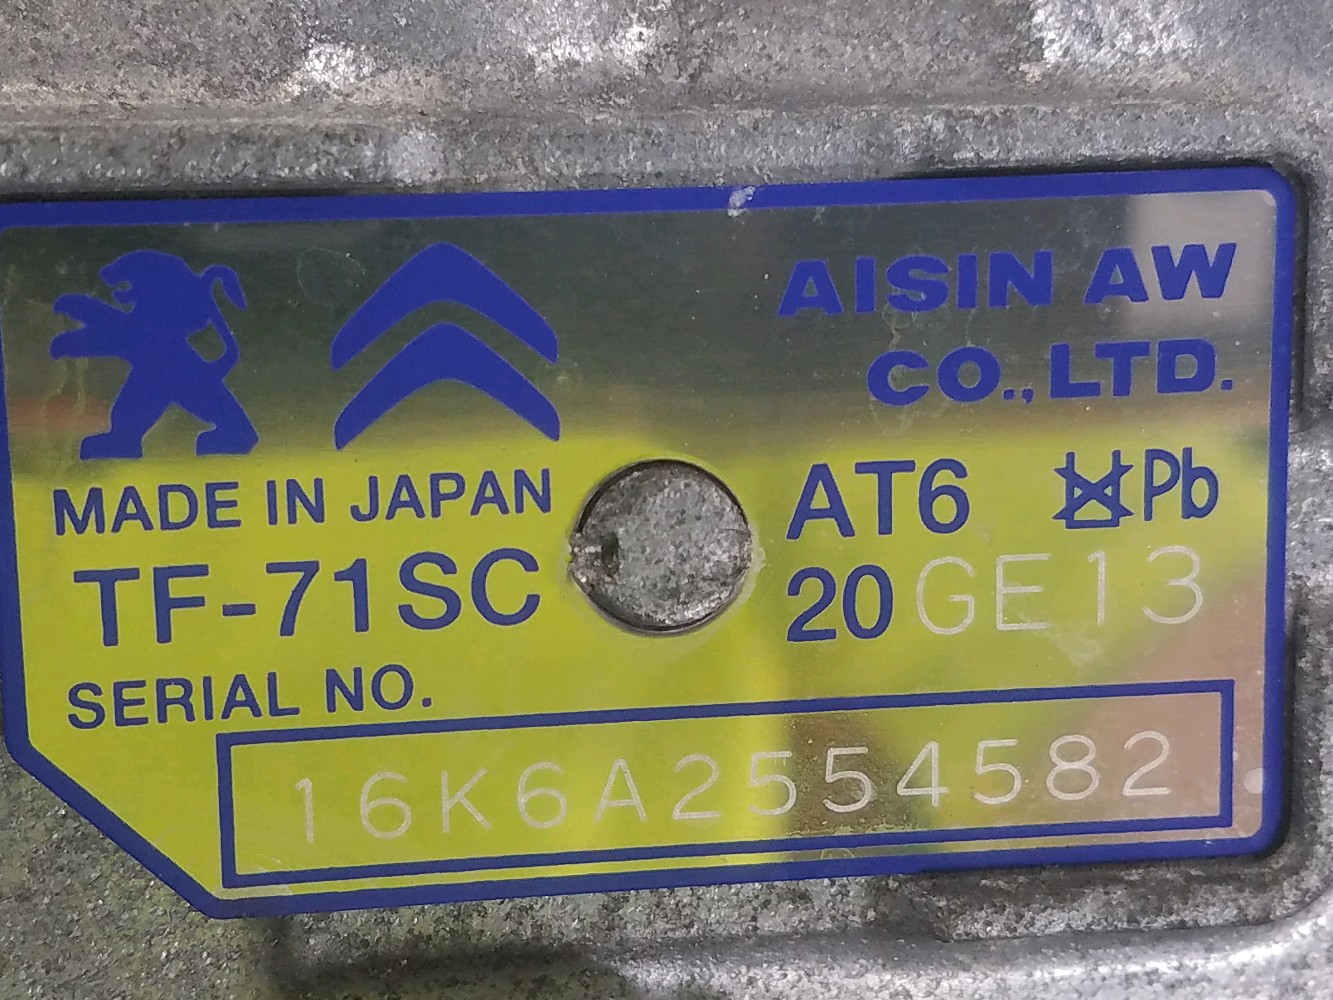 AISIN AW
CO.,LTD.
MADE IN JAPAN
AT6 Pb
TF-71SC
20GE13
SERIAL NO.
16K6A2554582